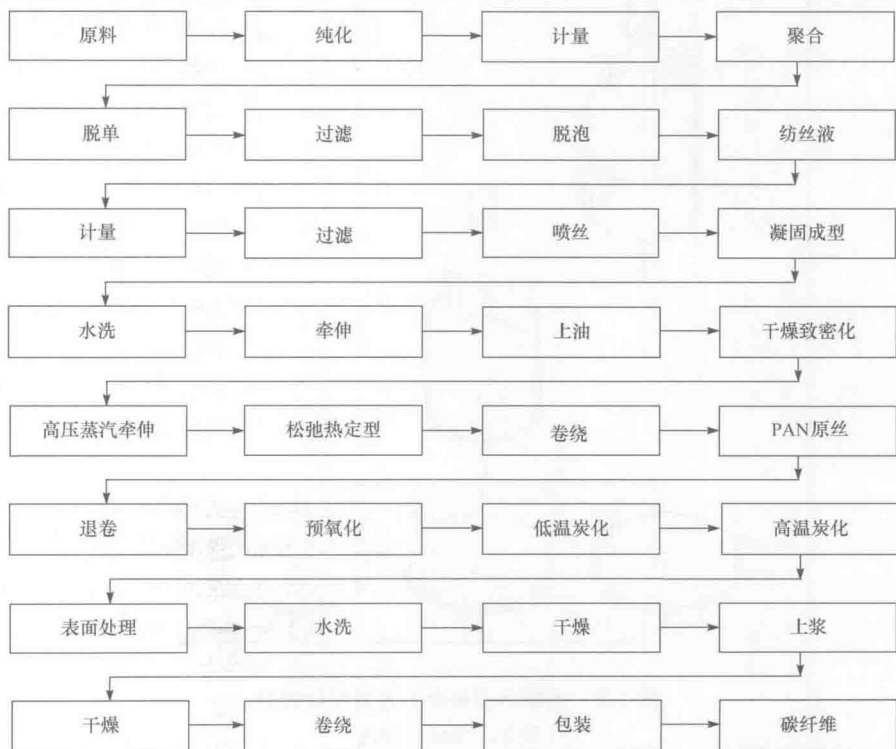 原料 纯化 计量 聚合
脱单 过滤 脱泡 纺丝液
计量 过滤 喷丝 凝固成型
水洗 牵伸 上油 干燥致密化
高压蒸汽牵伸 松弛热定型 卷绕 PAN原丝
退卷 预氧化 低温炭化 高温炭化
表面处理 水洗 干燥 上浆
干燥 卷绕 包装 碳纤维